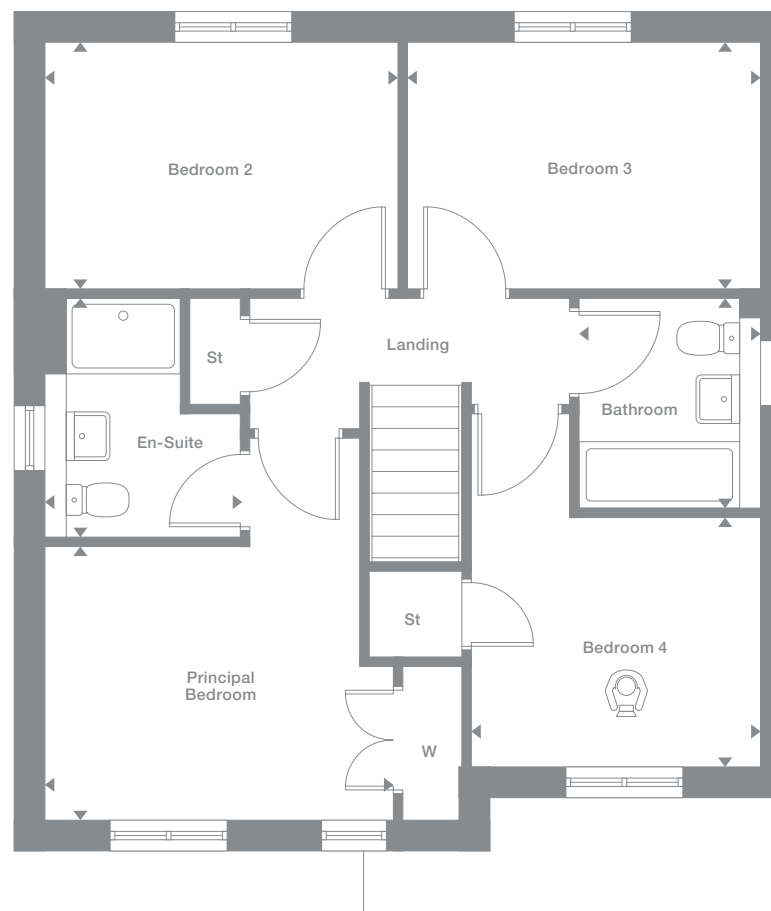 Bedroom 2
Bedroom 3
Landing
St
Bathroom
En-Suite
St
Bedroom 4
Principal
Bedroom
W